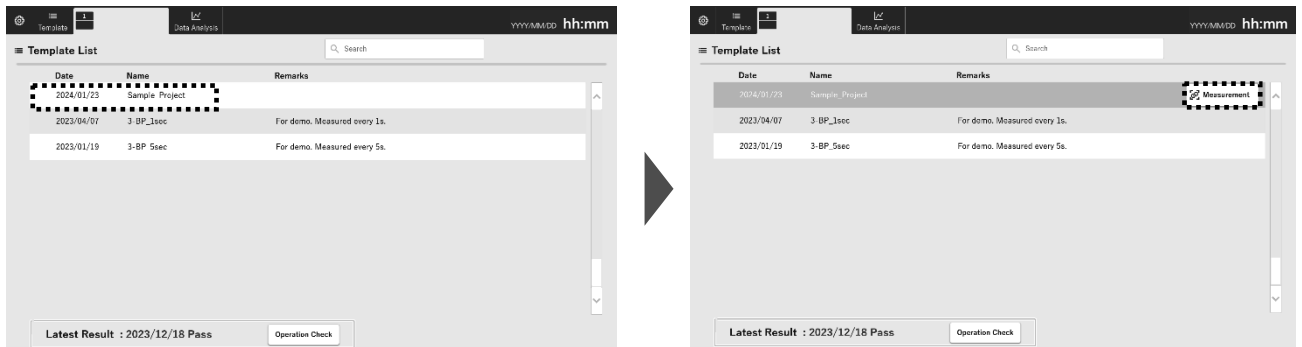 Template
1
Data Analysis
YYYY/MM/DD hh:mm
Template List
Search
Date Name Remarks
2024/01/23 Sample Project
2023/04/07 3-BP_1sec For demo. Measured every 1s.
2023/01/19 3-BP 5sec For demo. Measured every 5s.
Latest Result : 2023/12/18 Pass
Operation Check
Template
1
Data Analysis
YYYY/MM/DD hh:mm
Template List
Search
Date Name Remarks
2024/01/23 Sample_Project Measurement
2023/04/07 3-BP_1sec For demo. Measured every 1s.
2023/01/19 3-BP_5sec For demo. Measured every 5s.
Latest Result : 2023/12/18 Pass
Operation Check